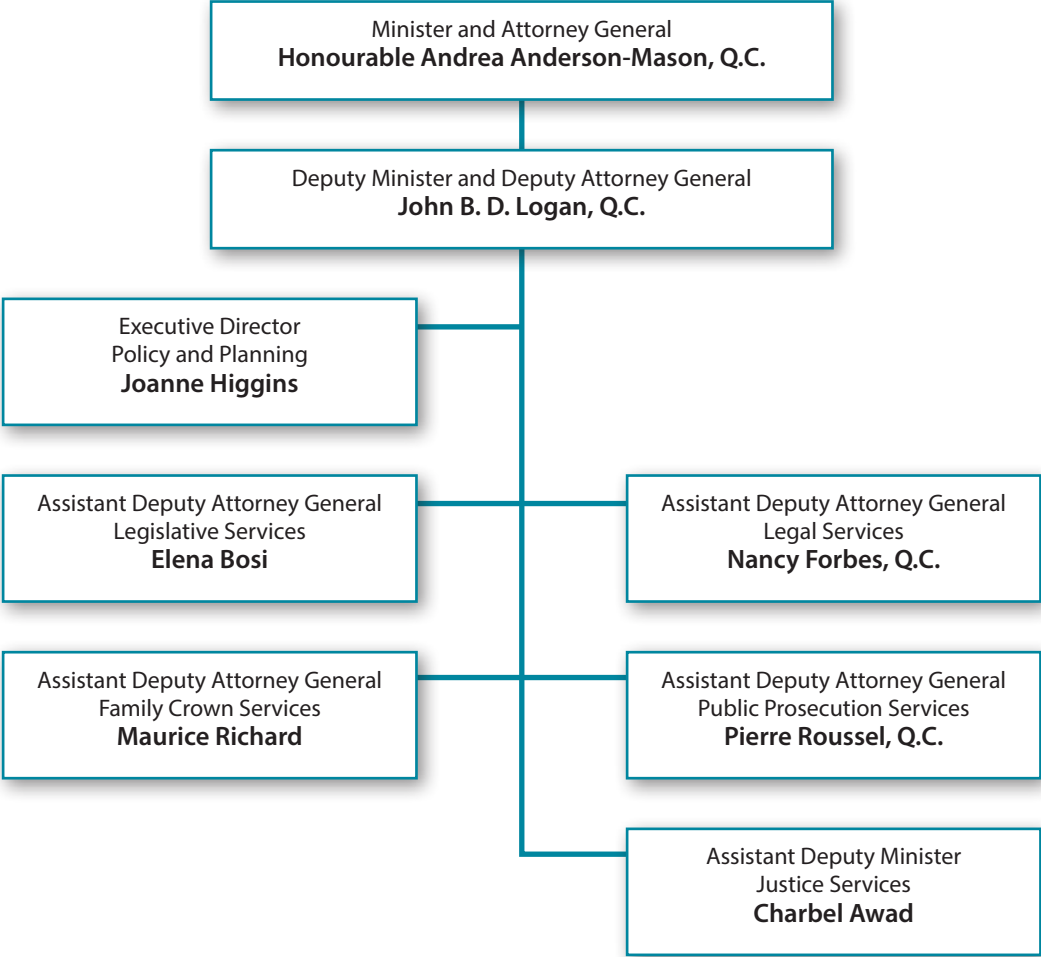 Minister and Attorney General
Honourable Andrea Anderson-Mason, Q.C.
Deputy Minister and Deputy Attorney General
John B. D. Logan, Q.C.
Executive Director
Policy and Planning
Joanne Higgins
Assistant Deputy Attorney General
Legislative Services
Elena Bosi
Assistant Deputy Attorney General
Legal Services
Nancy Forbes, Q.C.
Assistant Deputy Attorney General
Family Crown Services
Maurice Richard
Assistant Deputy Attorney General
Public Prosecution Services
Pierre Roussel, Q.C.
Assistant Deputy Minister
Justice Services
Charbel Awad